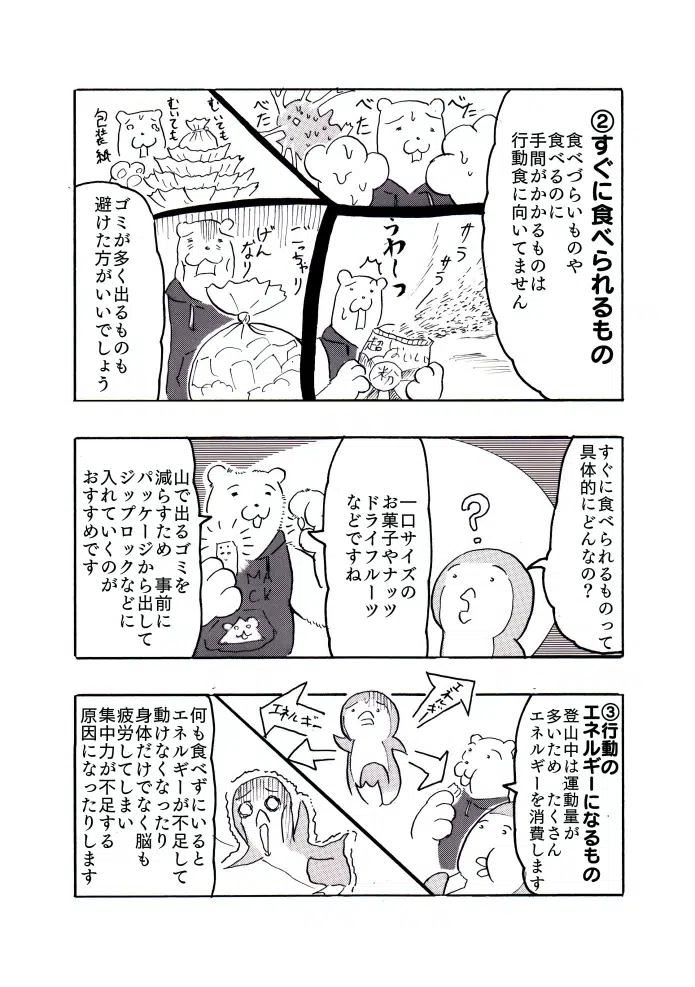 ②すぐに食べられるもの
食べづらいものや
食べるのに
手間がかかるものは
行動食に向いてません
べた
べた
べた
むいても
むいても
包装紙
サラ
サラ
うわーっ
超おいしい
粉
ごっちゃり
げん
なり
ゴミが多く出るものも
避けた方がいいでしょう
すぐに食べられるものって
具体的にどんなの?
?
一口サイズの
お菓子やナッツ
ドライフルーツ
などですね
MACK
山で出るゴミを
減らすため 事前に
パッケージから出して
ジップロックなどに
入れていくのが
おすすめです
③行動の
エネルギーになるもの
登山中は運動量が
多いため たくさん
エネルギーを消費します
エネルギー
エネルギー
何も食べずにいると
エネルギーが不足して
動けなくなったり
身体だけでなく脳も
疲労してしまい
集中力が不足する
原因になったりします